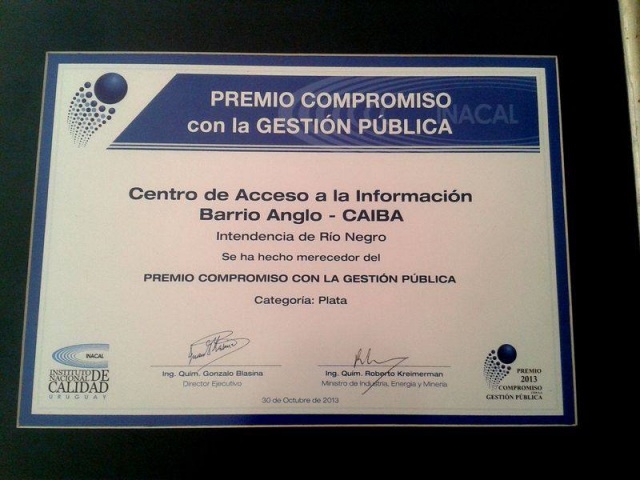 PREMIO COMPROMISO
con la GESTIÓN PÚBLICA
INACAL
Centro de Acceso a la Información
Barrio Anglo - CAIBA
Intendencia de Río Negro
Se ha hecho merecedor del
PREMIO COMPROMISO CON LA GESTIÓN PÚBLICA
Categoría: Plata
Ing. Quim. Gonzalo Blasina
Director Ejecutivo
Ing. Quim. Roberto Kreimerman
Ministro de Industria, Energía y Minería
30 de Octubre de 2013
INACAL
INSTITUTO
NACIONAL DE
CALIDAD
URUGUAY
PREMIO
2013
COMPROMISO
GESTIÓN PÚBLICA